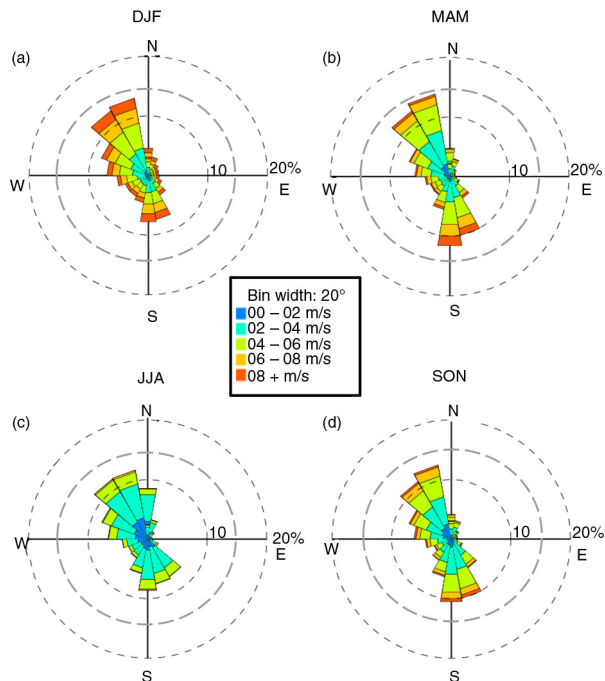 DJF
MAM
(a)
N
(b)
N
W
10
20%
E
W
10
20%
E
S
S
Bin width: 20°
00 – 02 m/s
02 – 04 m/s
04 – 06 m/s
06 – 08 m/s
08 + m/s
JJA
SON
(c)
N
(d)
N
W
10
20%
E
W
10
20%
E
S
S